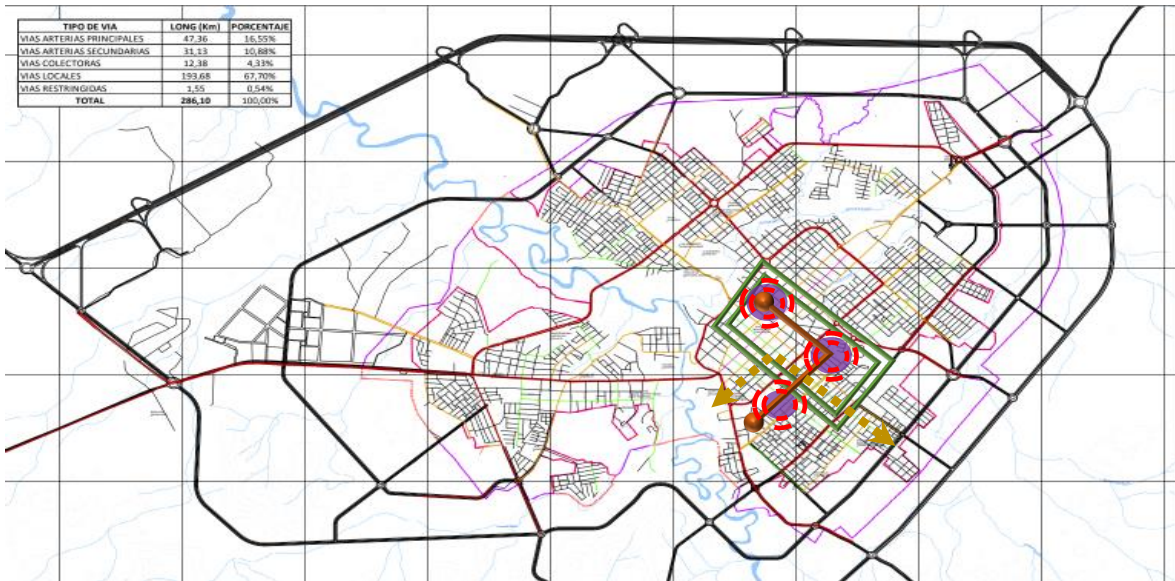 TIPO DE VIA LONG (Km) PORCENTAJE
VIAS ARTERIAS PRINCIPALES 47,36 16,55%
VIAS ARTERIAS SECUNDARIAS 31,13 10,88%
VIAS COLECTORAS 12,38 4,33%
VIAS LOCALES 193,68 67,70%
VIAS RESTRINGIDAS 1,55 0,54%
TOTAL 286,10 100,00%